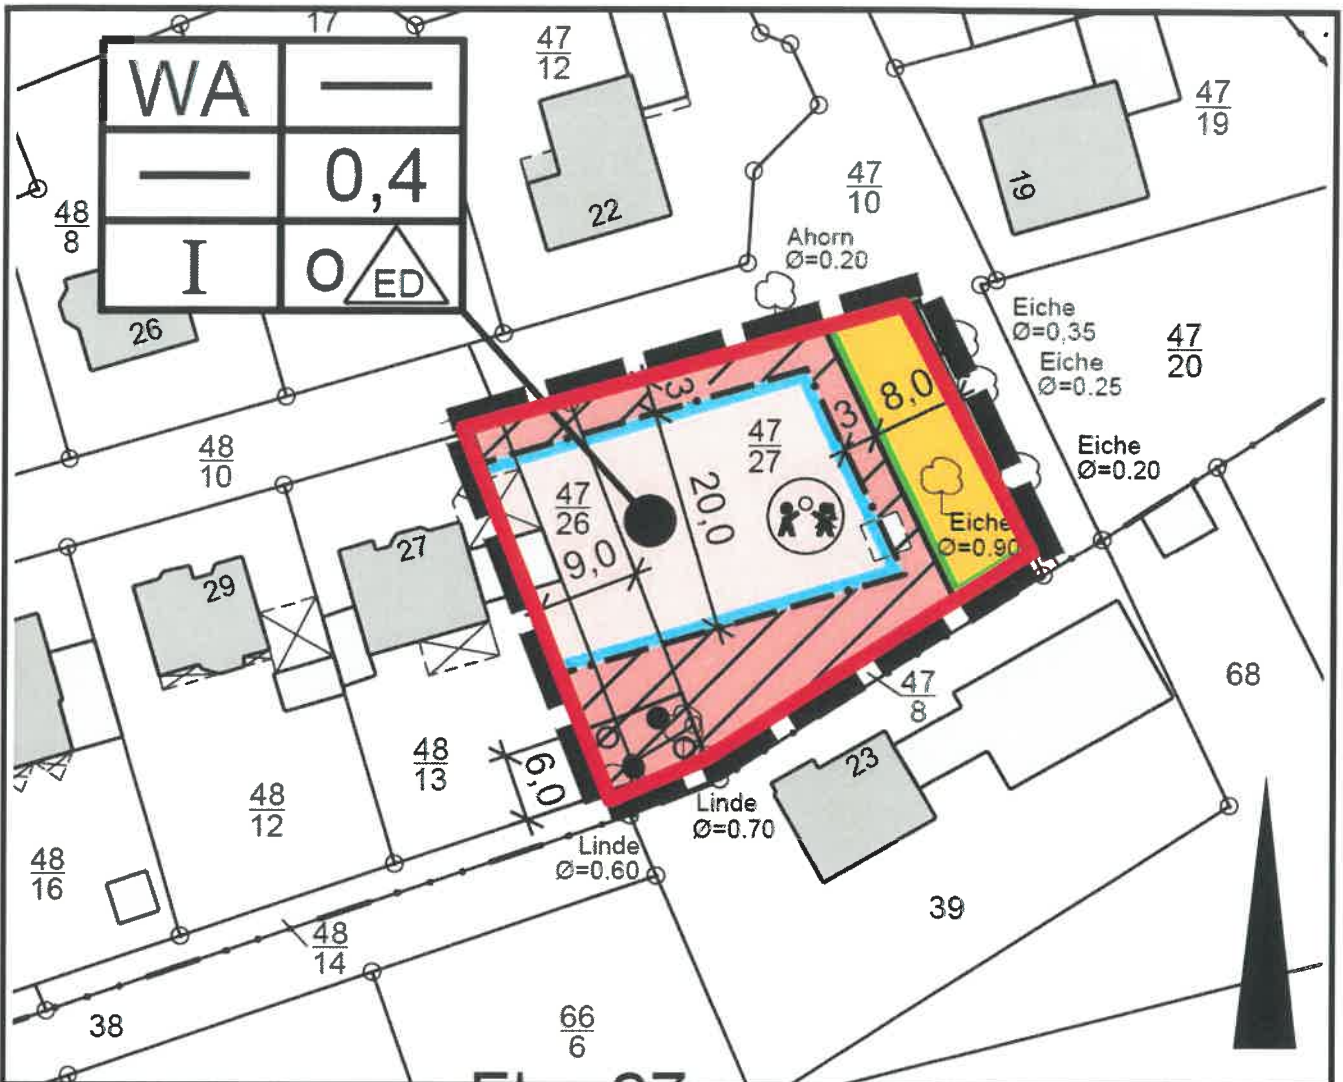 17
WA —
— 0,4
I o ED
47
12
47
19
19
48
8
22
47
10
26
Ahorn
Ø=0.20
Eiche
Ø=0,35
Eiche
Ø=0.25
47
20
Eiche
Ø=0.20
48
10
3
3
8,0
47
27
47
26
20,0
9,0
Eiche
Ø=0.90
29
27
68
47
8
48
13
6,0
23
48
12
Linde
Ø=0.70
Linde
Ø=0.60
48
16
39
48
14
38
66
6